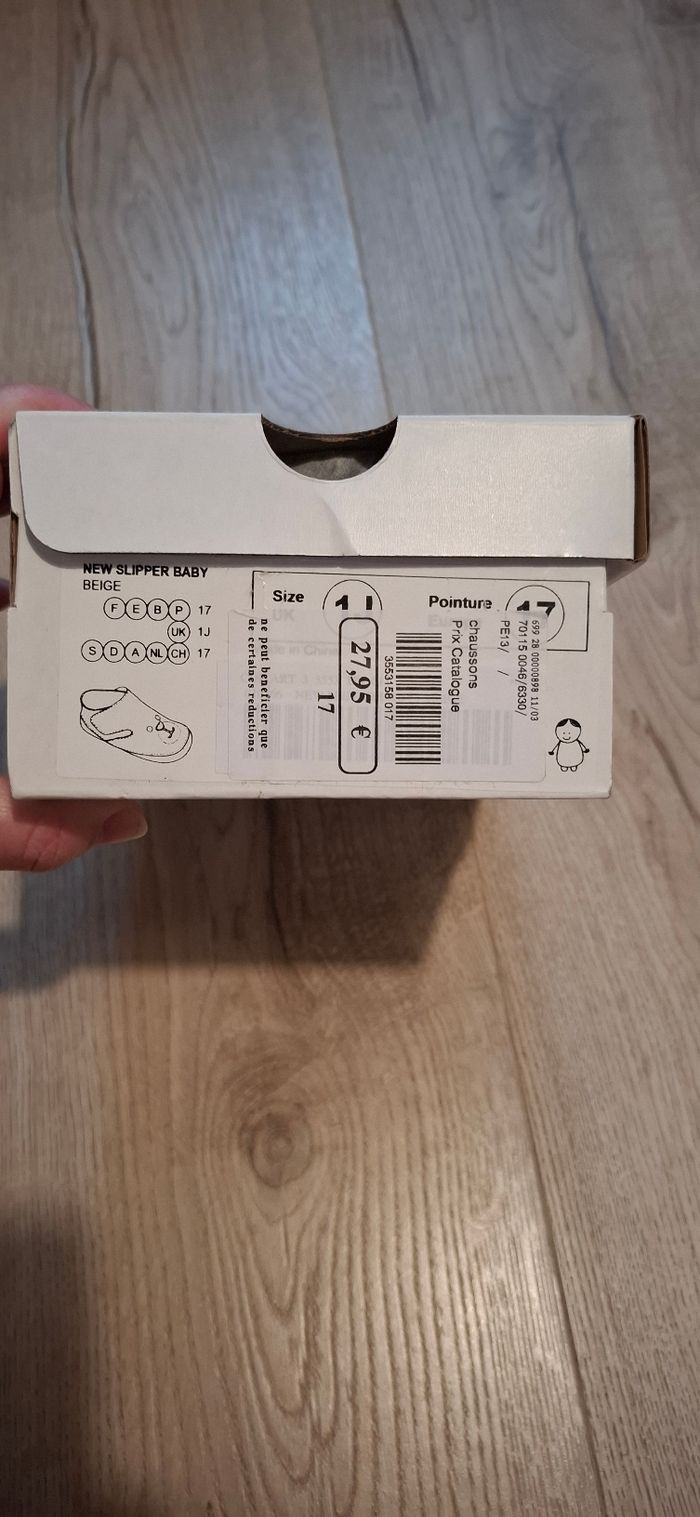 NEW SLIPPER BABY
BEIGE
F E B P 17
UK 1J
S D A NL CH 17
Size
UK
Pointure
17
ne peut beneficier que
de certaines reductions
17
27,95 €
3553158 017
chaussons
Prix Catalogue
699 28 00000898 11/03
70115 0046/6330/
PE13/ /